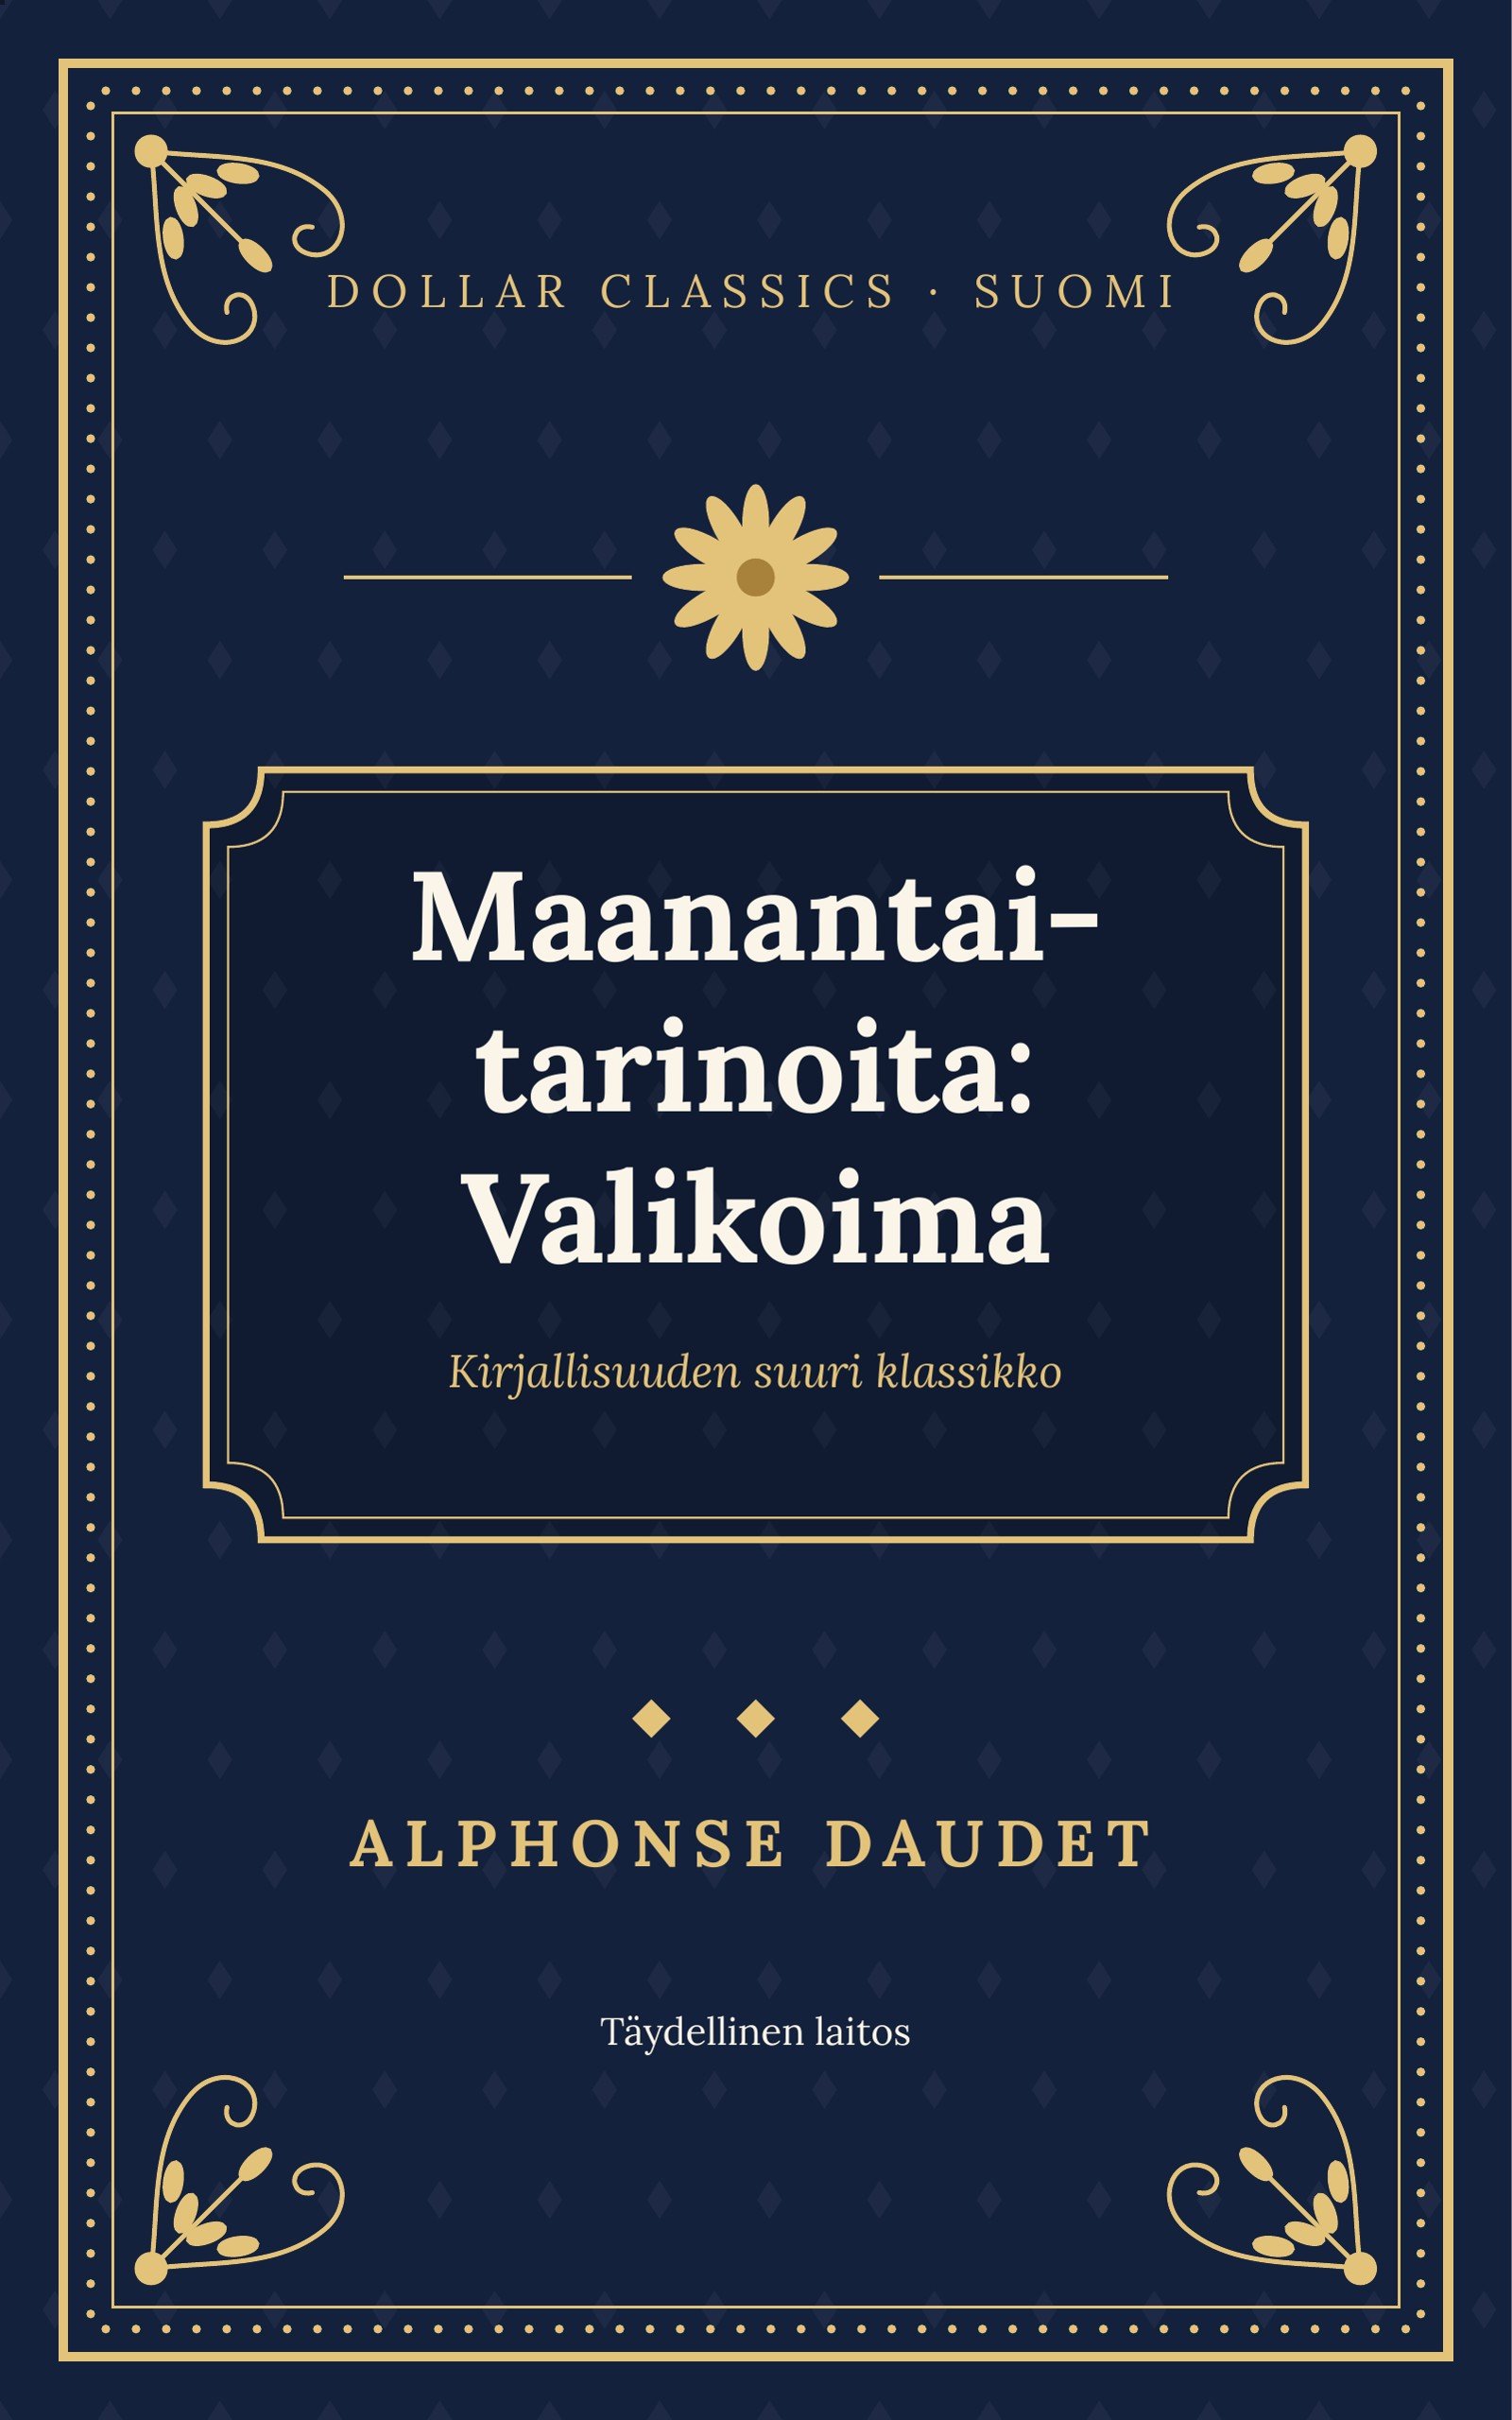 DOLLAR CLASSICS · SUOMI
Maanantai-
tarinoita:
Valikoima
Kirjallisuuden suuri klassikko
ALPHONSE DAUDET
Täydellinen laitos